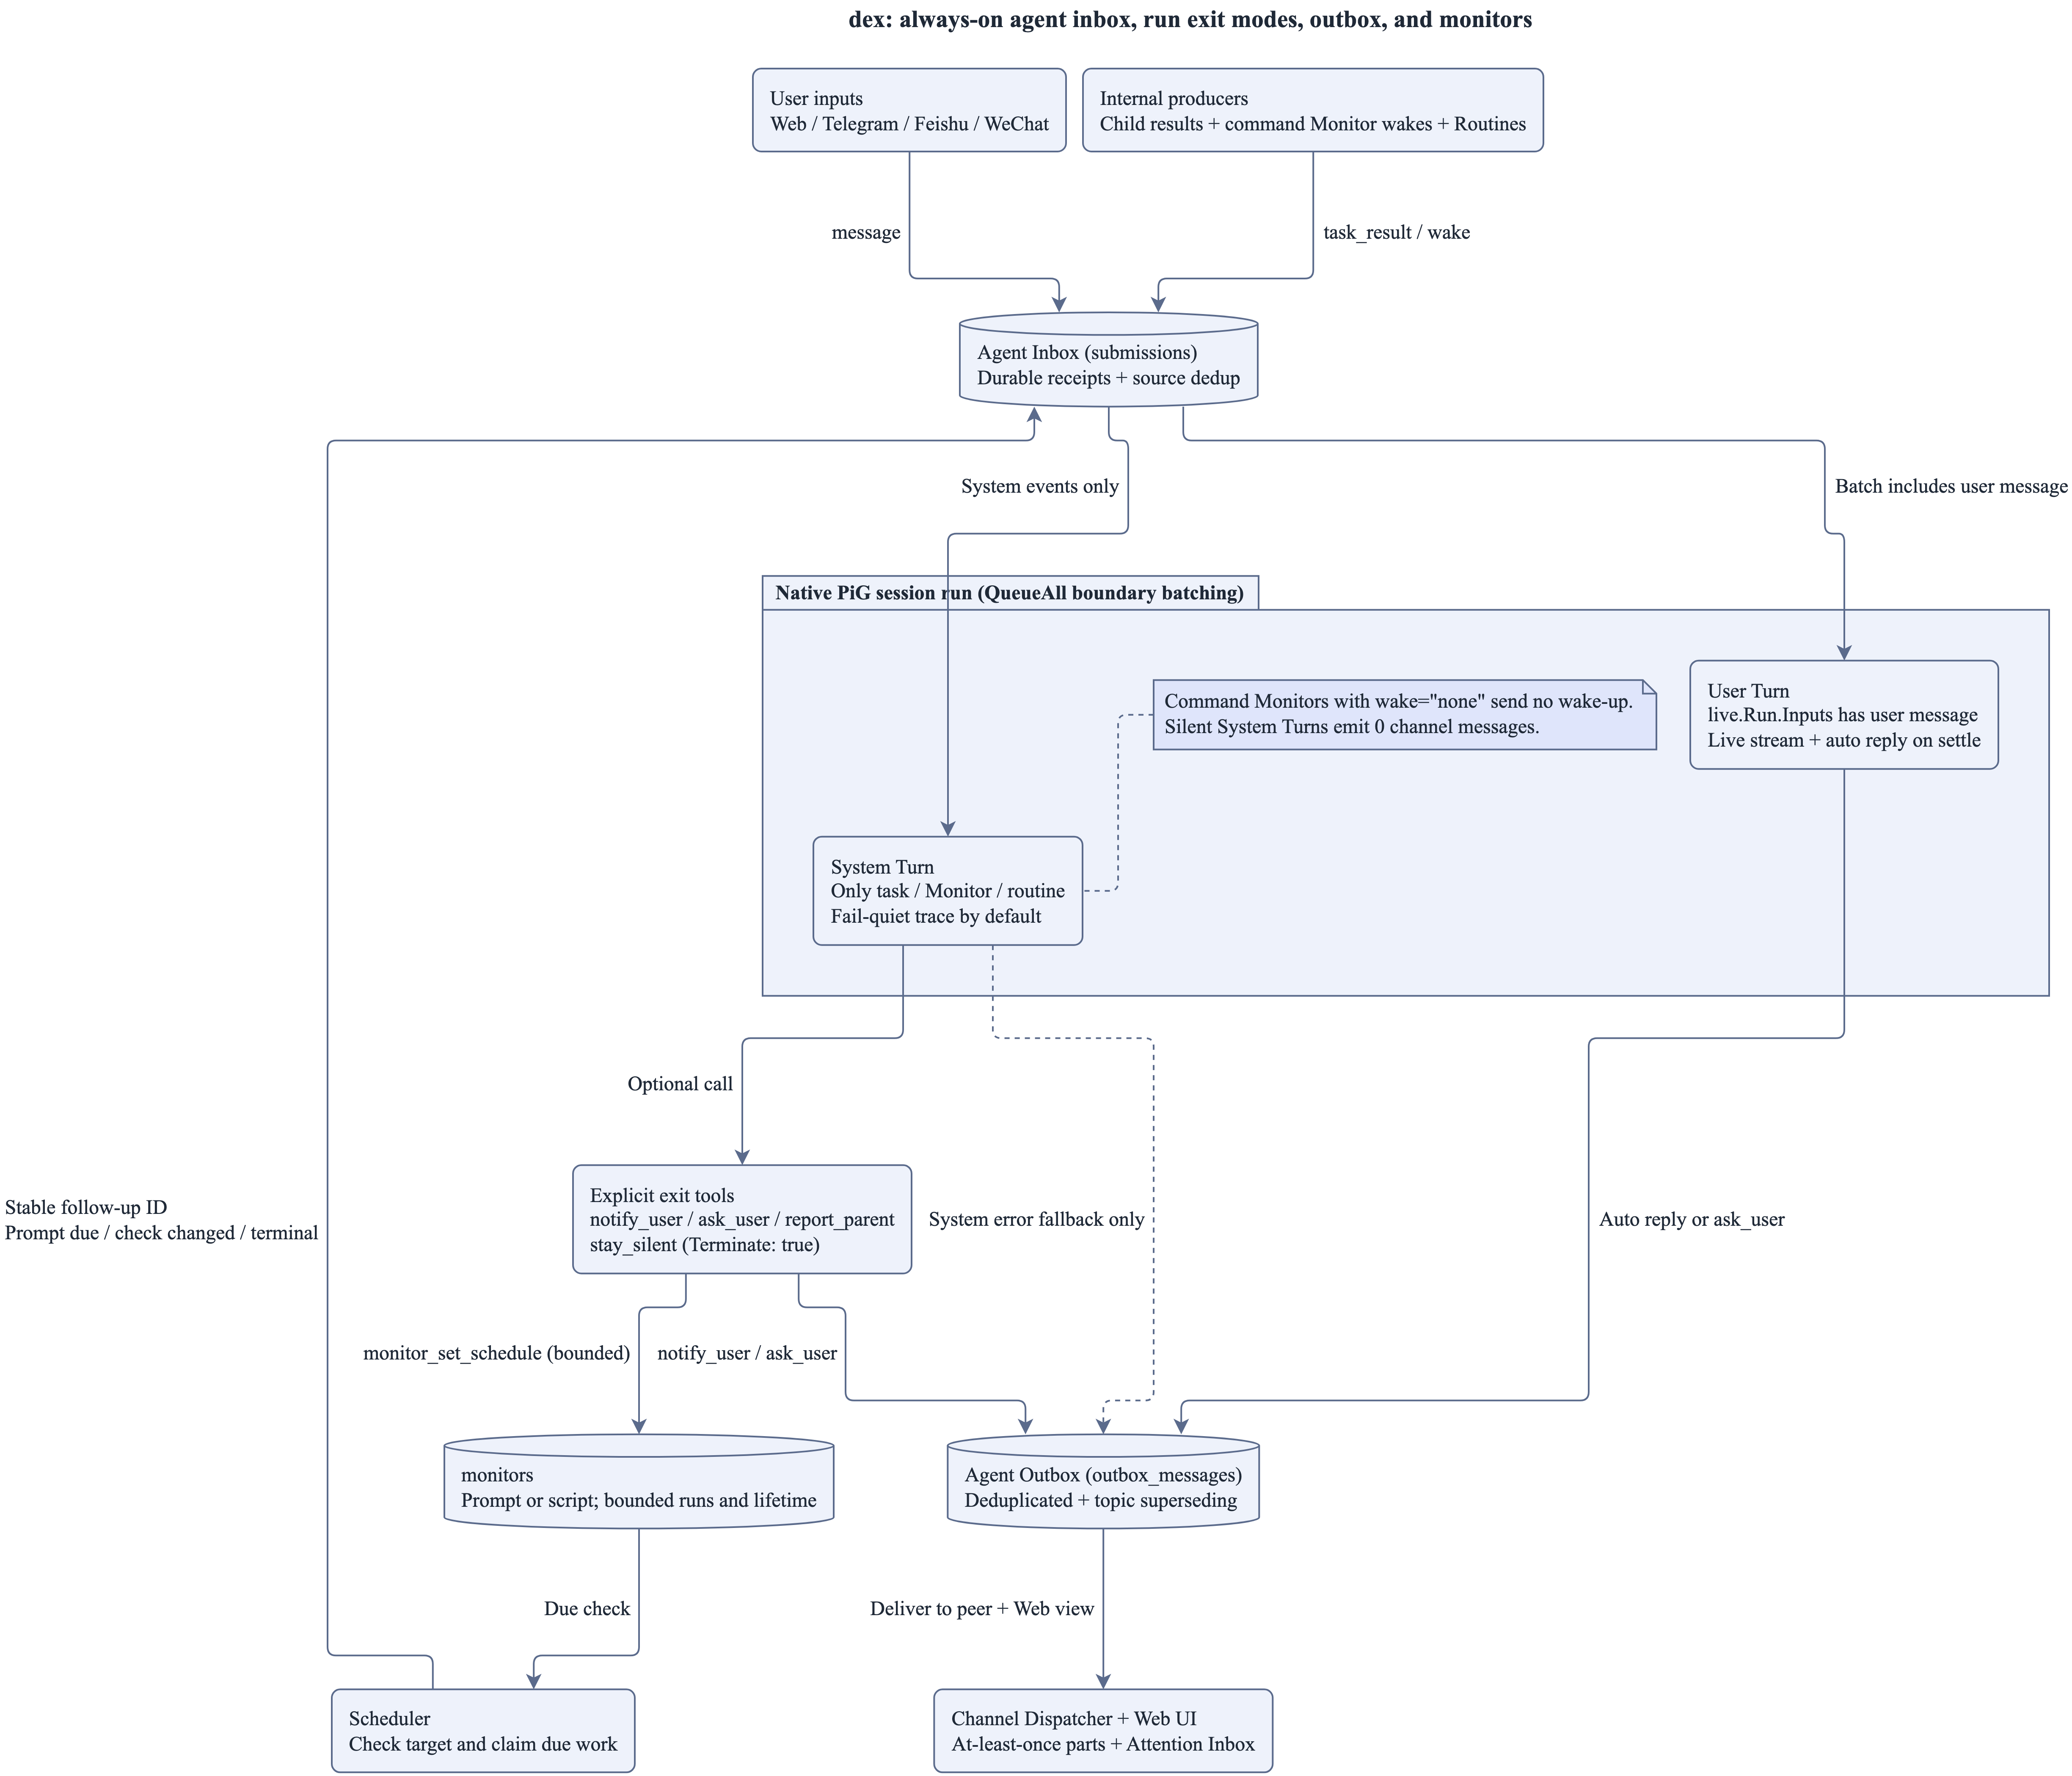 dex: always-on agent inbox, run exit modes, outbox, and monitors
User inputs
Web / Telegram / Feishu / WeChat
Internal producers
Child results + command Monitor wakes + Routines
message
task_result / wake
Agent Inbox (submissions)
Durable receipts + source dedup
System events only
Batch includes user message
Native PiG session run (QueueAll boundary batching)
Command Monitors with wake="none" send no wake-up.
Silent System Turns emit 0 channel messages.
User Turn
live.Run.Inputs has user message
Live stream + auto reply on settle
System Turn
Only task / Monitor / routine
Fail-quiet trace by default
Optional call
Explicit exit tools
notify_user / ask_user / report_parent
stay_silent (Terminate: true)
Stable follow-up ID
Prompt due / check changed / terminal
System error fallback only
Auto reply or ask_user
monitor_set_schedule (bounded)
notify_user / ask_user
monitors
Prompt or script; bounded runs and lifetime
Agent Outbox (outbox_messages)
Deduplicated + topic superseding
Due check
Deliver to peer + Web view
Scheduler
Check target and claim due work
Channel Dispatcher + Web UI
At-least-once parts + Attention Inbox